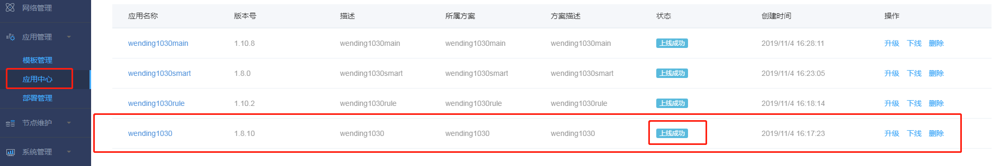 网络管理
应用管理
模板管理
应用中心
部署管理
节点维护
系统管理
应用名称 版本号 描述 所属方案 方案描述 状态 创建时间 操作
wending1030main 1.10.8 wending1030main wending1030main wending1030main 上线成功 2019/11/4 16:28:11 升级 下线 删除
wending1030smart 1.8.0 wending1030smart wending1030smart wending1030smart 上线成功 2019/11/4 16:23:05 升级 下线 删除
wending1030rule 1.10.2 wending1030rule wending1030rule wending1030rule 上线成功 2019/11/4 16:18:14 升级 下线 删除
wending1030 1.8.10 wending1030 wending1030 wending1030 上线成功 2019/11/4 16:17:23 升级 下线 删除